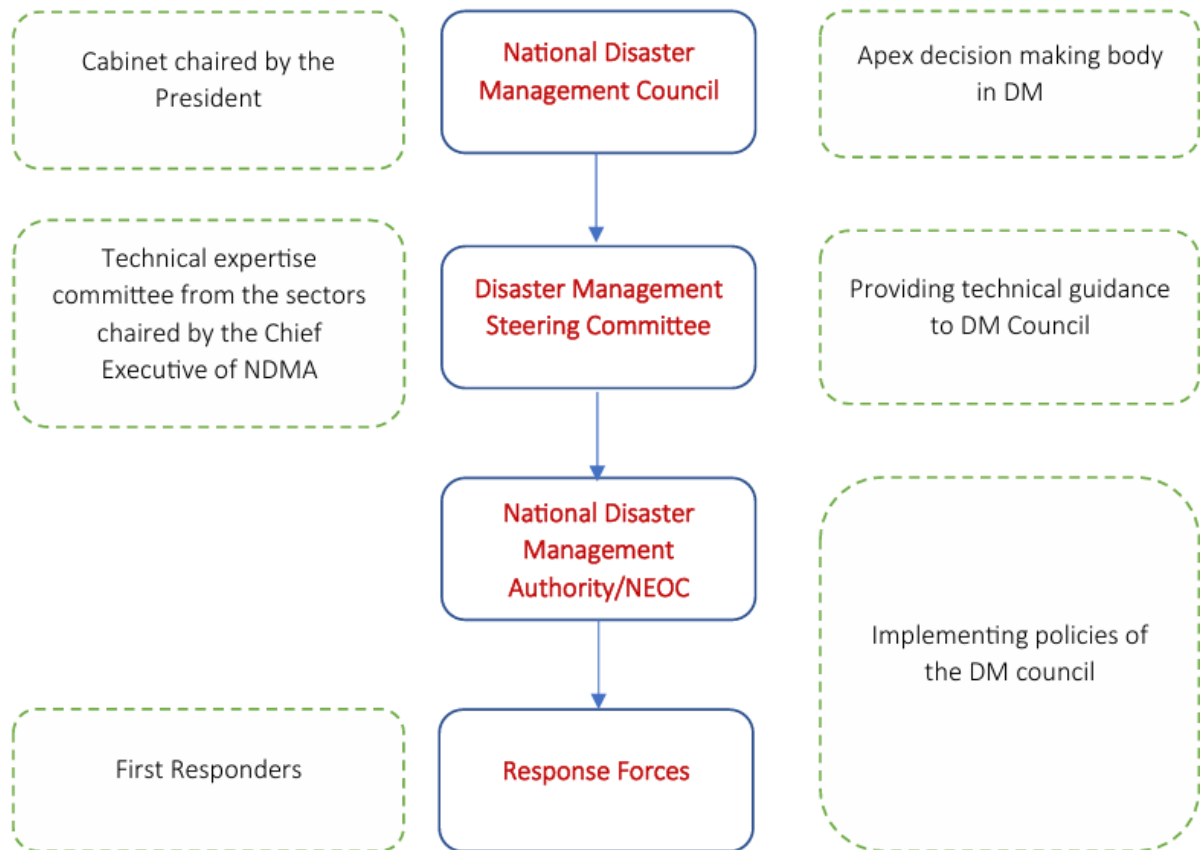 Cabinet chaired by the
President
National Disaster
Management Council
Apex decision making body
in DM
Technical expertise
committee from the sectors
chaired by the Chief
Executive of NDMA
Disaster Management
Steering Committee
Providing technical guidance
to DM Council
National Disaster
Management
Authority/NEOC
Implementing policies of
the DM council
First Responders
Response Forces